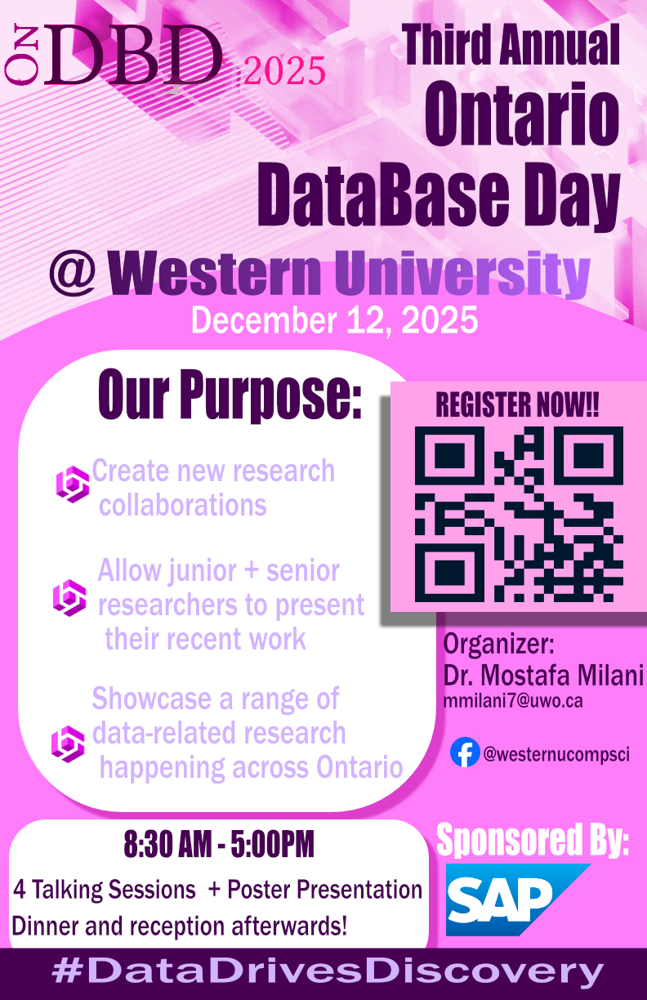 ON DBD 2025
Third Annual
Ontario
DataBase Day
@ Western University
December 12, 2025
Our Purpose:
Create new research
collaborations
Allow junior + senior
researchers to present
their recent work
Showcase a range of
data-related research
happening across Ontario
REGISTER NOW!!
Organizer:
Dr. Mostafa Milani
mmilani7@uwo.ca
@westernucompsci
8:30 AM - 5:00PM
4 Talking Sessions + Poster Presentation
Dinner and reception afterwards!
Sponsored By:
SAP
#DataDrivesDiscovery